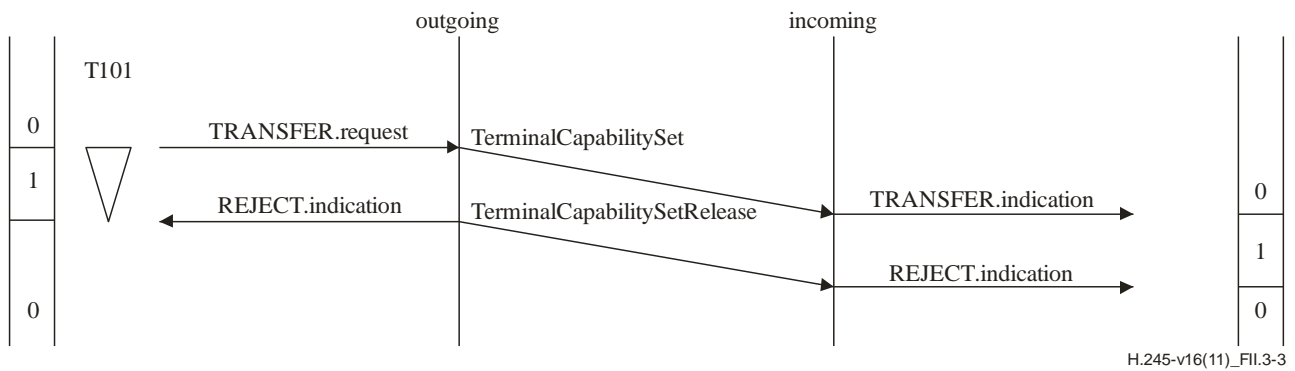 outgoing
incoming
T101
0
TRANSFER.request
TerminalCapabilitySet
1
TRANSFER.indication
0
REJECT.indication
TerminalCapabilitySetRelease
1
REJECT.indication
0
0
H.245-v16(11)_FII.3-3